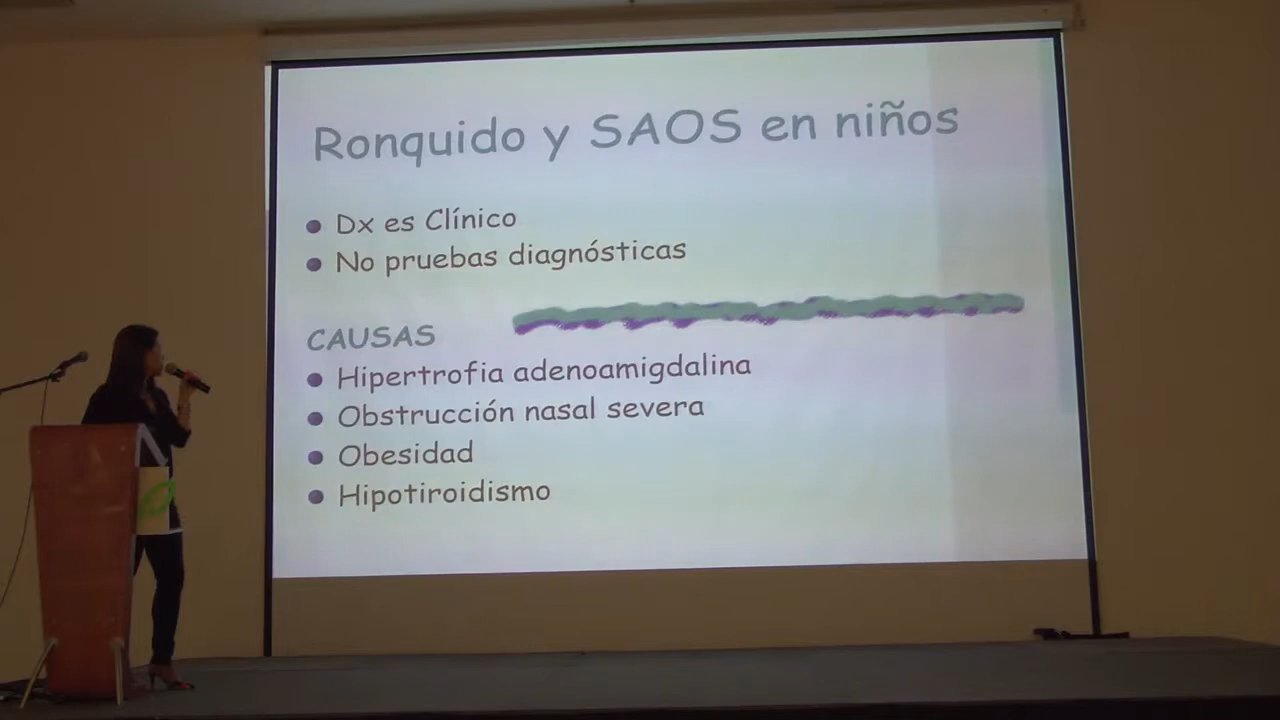 Ronquido y SAOS en niños
Dx es Clínico
No pruebas diagnósticas
CAUSAS
Hipertrofia adenoamigdalina
Obstrucción nasal severa
Obesidad
Hipotiroidismo